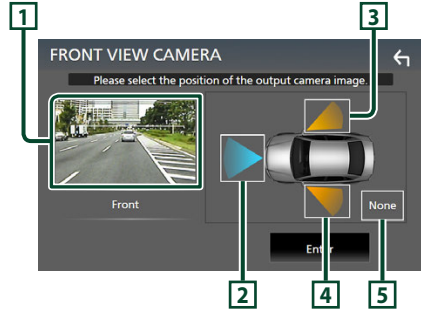 1
3
FRONT VIEW CAMERA
Please select the position of the output camera image.
Front
None
Enter
2
4
5